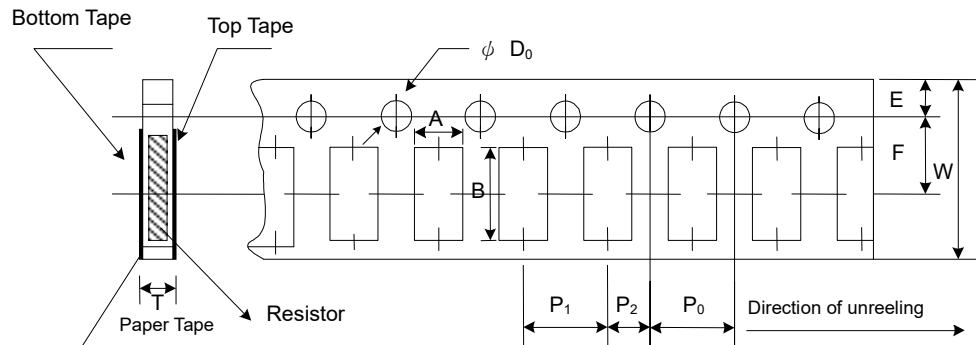 Bottom Tape
Top Tape
ψ D₀
E
A
F
W
B
T
P₁
P₂
P₀
Direction of unreeling
Resistor
Paper Tape